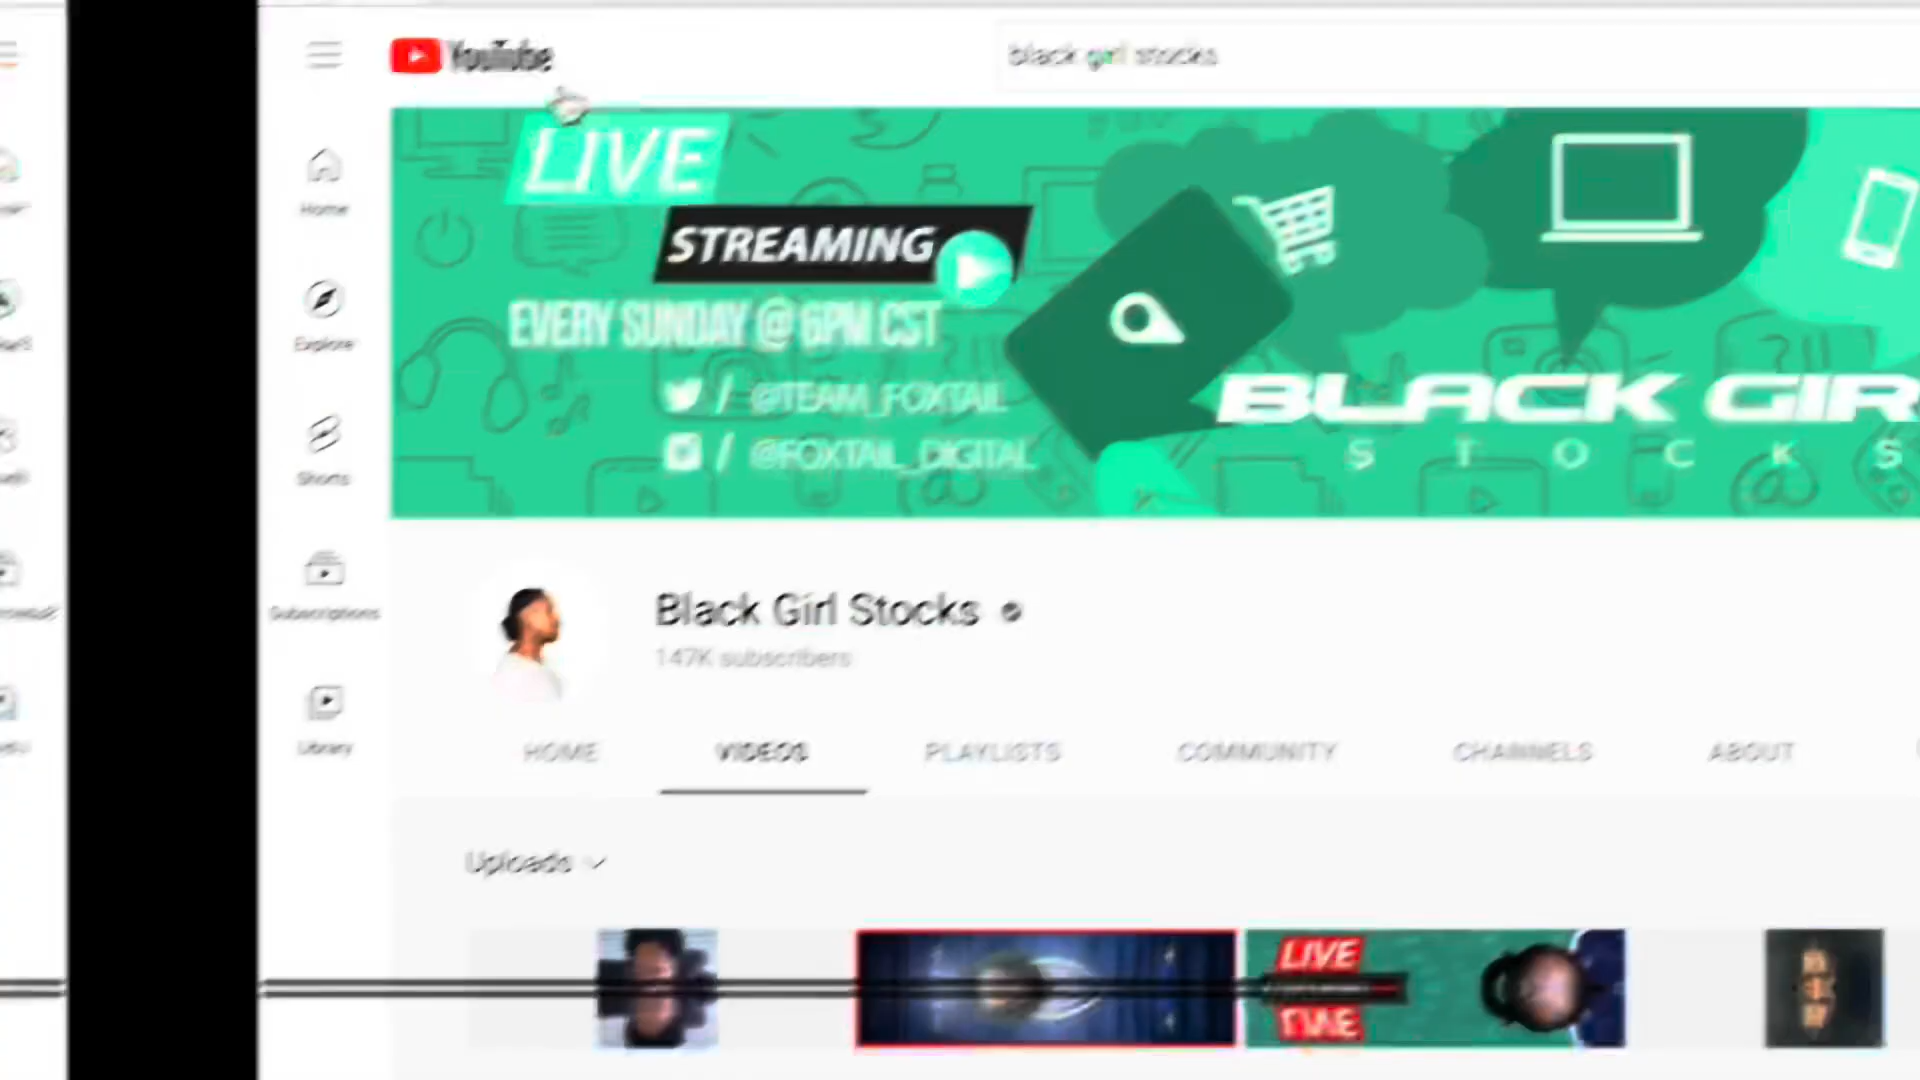 YouTube
black girl stocks
LIVE
STREAMING
EVERY SUNDAY @ 6PM CST
/ @TEAM_FOXTAIL
/ @FOXTAIL_DIGITAL
BLACK GIR
STOCKS
Home
Explore
Shorts
Subscriptions
Library
Black Girl Stocks
147K subscribers
HOME
VIDEOS
PLAYLISTS
COMMUNITY
CHANNELS
ABOUT
Uploads
LIVE